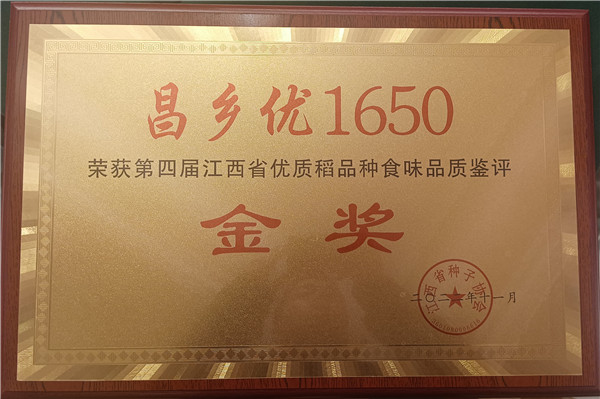 昌乡优1650
荣获第四届江西省优质稻品种食味品质鉴评
金奖
江西省种子协会
二〇二 年十一月